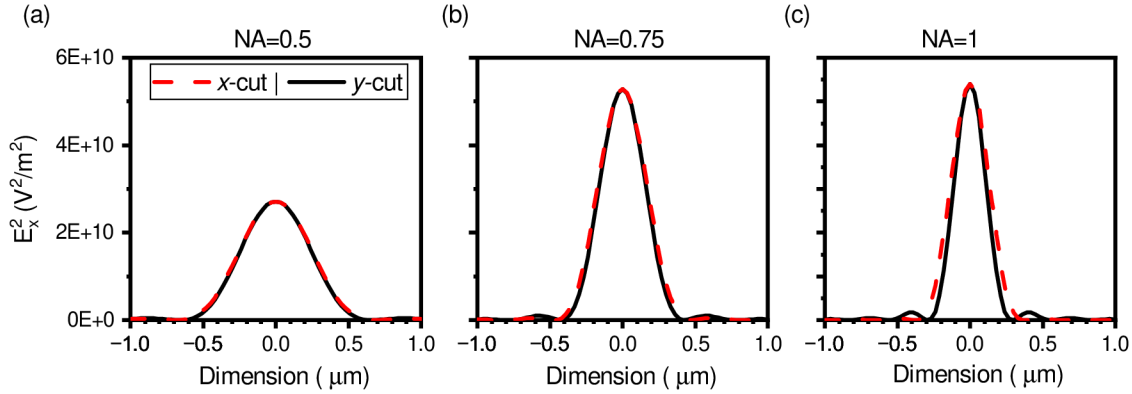 (a) (b) (c)
NA=0.5 NA=0.75 NA=1
6E+10
x-cut | y-cut
4E+10
2E+10
0E+0
E²ₓ (V²/m²)
−1.0 −0.5 0.0 0.5 1.0 −1.0 −0.5 0.0 0.5 1.0 −1.0 −0.5 0.0 0.5 1.0
Dimension ( μm) Dimension ( μm) Dimension ( μm)